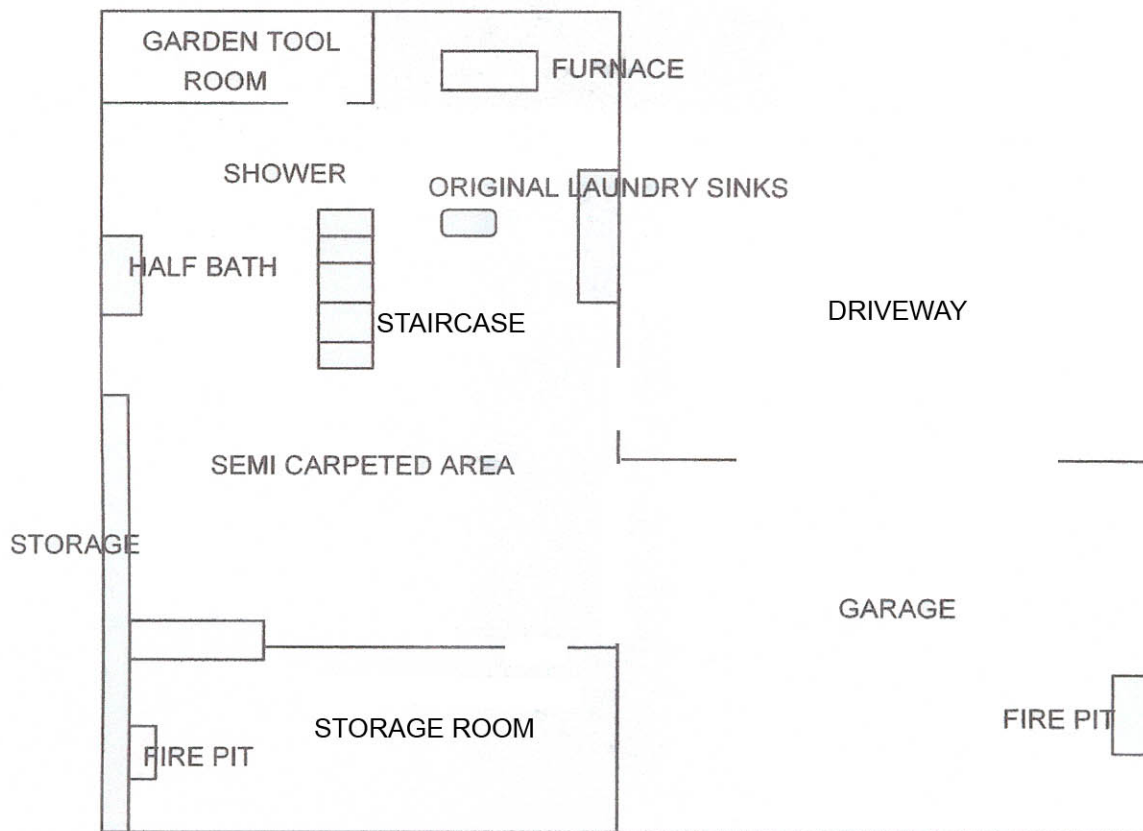 GARDEN TOOL
ROOM
FURNACE
SHOWER
ORIGINAL LAUNDRY SINKS
HALF BATH
STAIRCASE
DRIVEWAY
SEMI CARPETED AREA
STORAGE
GARAGE
STORAGE ROOM
FIRE PIT
FIRE PIT